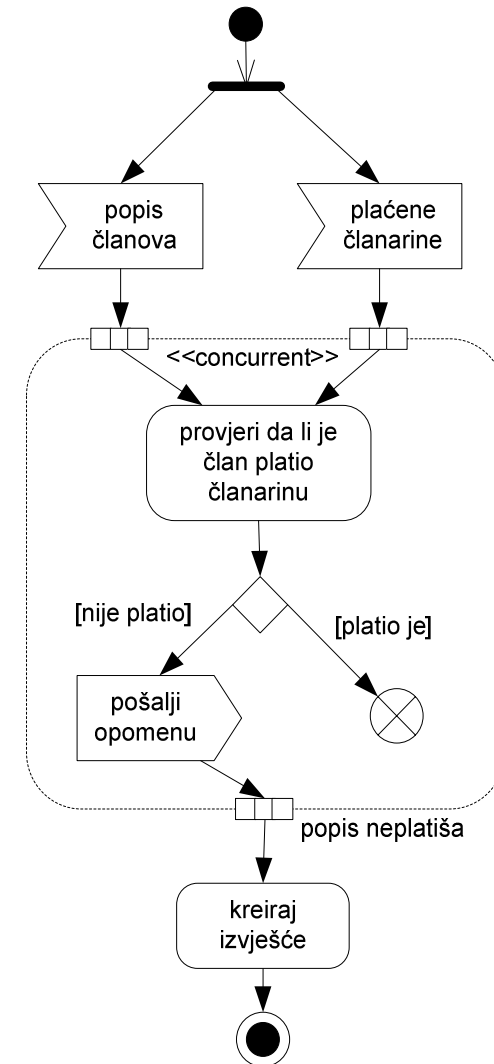 popis
članova
plaćene
članarine
<<concurrent>>
provjeri da li je
član platio
članarinu
[nije platio]
[platio je]
pošalji
opomenu
popis neplatiša
kreiraj
izvješće